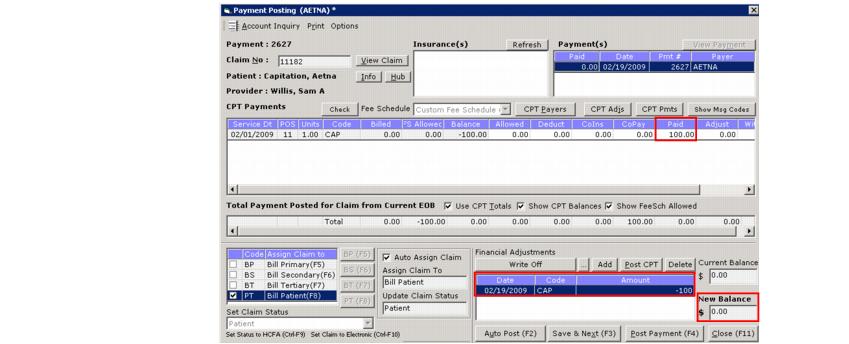 Payment Posting (AETNA) *
Account Inquiry Print Options
Payment : 2627
Insurance(s) Refresh
Payment(s) View Payment
Claim No : 11182 View Claim
Paid Date Pmt # Payer
0.00 02/19/2009 2627 AETNA
Patient : Capitation, Aetna Info Hub
Provider : Willis, Sam A
CPT Payments Check Fee Schedule Custom Fee Schedule CPT Payers CPT Adjs CPT Pmts Show Msg Codes
Service Dt POS Units Code Billed 'S Allowec Balance Allowed Deduct CoIns CoPay Paid Adjust
02/01/2009 11 1.00 CAP 0.00 0.00 -100.00 0.00 0.00 0.00 0.00 100.00 0.00
Total Payment Posted for Claim from Current EOB Use CPT Totals Show CPT Balances Show FeeSch Allowed
Total 0.00 -100.00 0.00 0.00 0.00 100.00 0.00
Code Assign Claim to
BP Bill Primary(F5)
BS Bill Secondary(F6)
BT Bill Tertiary(F7)
PT Bill Patient(F8)
BP (F5)
BS (F6)
BT (F7)
PT (F8)
Set Claim Status
Patient
Set Status to HCFA (Ctrl-F9) Set Claim to Electronic (Ctrl-F10)
Auto Assign Claim
Assign Claim To
Bill Patient
Update Claim Status
Patient
Financial Adjustments
Write Off ... Add Post CPT Delete
Date Code Amount
02/19/2009 CAP -100
Current Balance
$ 0.00
New Balance
$ 0.00
Auto Post (F2) Save & Next (F3) Post Payment (F4) Close (F11)